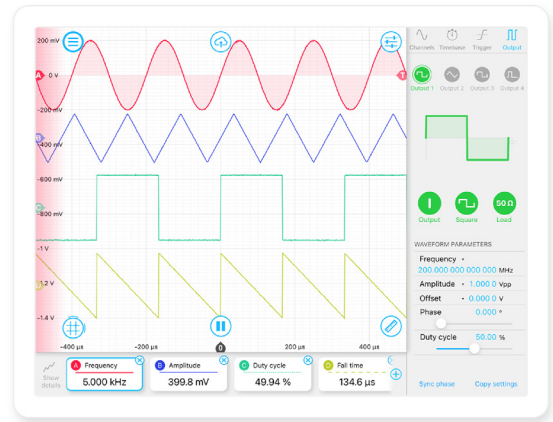 200 mV
Channels Timebase Trigger Output
A 0 V T
Output 1 Output 2 Output 3 Output 4
-200 mV
-400 mV
-600 mV
-800 mV
50 Ω
Output Square Load
-1 V
WAVEFORM PARAMETERS
Frequency
200.000 000 000 000 MHz
-1.2 V
Amplitude 1.000 0 Vpp
Offset 0.000 0 V
Phase 0.000 °
-1.4 V
Duty cycle 50.00 %
-400 µs -200 µs 0 200 µs 400 µs
A Frequency B Amplitude C Duty cycle D Fall time
Show
details
5.000 kHz 399.8 mV 49.94 % 134.6 µs
Sync phase Copy settings